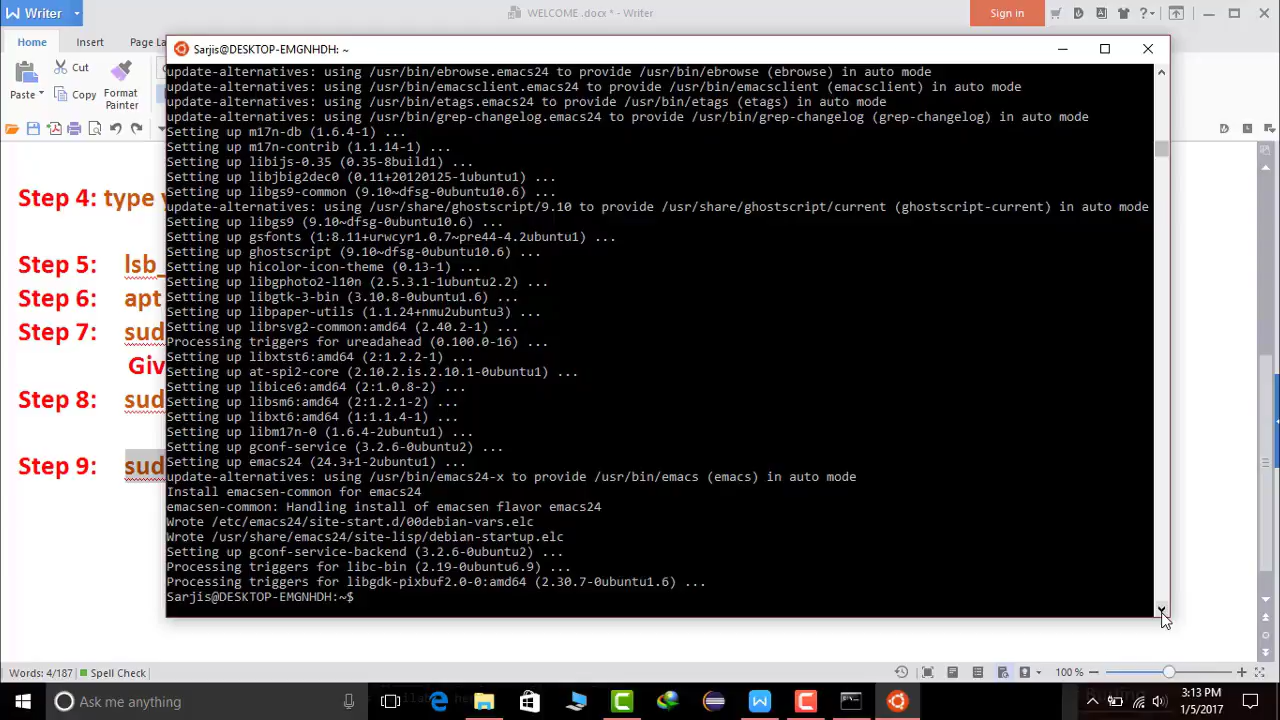 Writer
WELCOME .docx * - Writer
Sign in
Home Insert Page La
Cut
Paste Copy Format Painter
Sarjis@DESKTOP-EMGNHDH: ~
update-alternatives: using /usr/bin/ebrowse.emacs24 to provide /usr/bin/ebrowse (ebrowse) in auto mode
update-alternatives: using /usr/bin/emacsclient.emacs24 to provide /usr/bin/emacsclient (emacsclient) in auto mode
update-alternatives: using /usr/bin/etags.emacs24 to provide /usr/bin/etags (etags) in auto mode
update-alternatives: using /usr/bin/grep-changelog.emacs24 to provide /usr/bin/grep-changelog (grep-changelog) in auto mode
Setting up m17n-db (1.6.4-1) ...
Setting up m17n-contrib (1.1.14-1) ...
Setting up libijs-0.35 (0.35-8build1) ...
Setting up libjbig2dec0 (0.11+20120125-1ubuntu1) ...
Setting up libgs9-common (9.10~dfsg-0ubuntu10.6) ...
update-alternatives: using /usr/share/ghostscript/9.10 to provide /usr/share/ghostscript/current (ghostscript-current) in auto mode
Setting up libgs9 (9.10~dfsg-0ubuntu10.6) ...
Setting up gsfonts (1:8.11+urwcyr1.0.7~pre44-4.2ubuntu1) ...
Setting up ghostscript (9.10~dfsg-0ubuntu10.6) ...
Setting up hicolor-icon-theme (0.13-1) ...
Setting up libgphoto2-l10n (2.5.3.1-1ubuntu2.2) ...
Setting up libgtk-3-bin (3.10.8-0ubuntu1.6) ...
Setting up libpaper-utils (1.1.24+nmu2ubuntu3) ...
Setting up librsvg2-common:amd64 (2.40.2-1) ...
Processing triggers for ureadahead (0.100.0-16) ...
Setting up libxtst6:amd64 (2:1.2.2-1) ...
Setting up at-spi2-core (2.10.2.is.2.10.1-0ubuntu1) ...
Setting up libice6:amd64 (2:1.0.8-2) ...
Setting up libsm6:amd64 (2:1.2.1-2) ...
Setting up libxt6:amd64 (1:1.1.4-1) ...
Setting up libm17n-0 (1.6.4-2ubuntu1) ...
Setting up gconf-service (3.2.6-0ubuntu2) ...
Setting up emacs24 (24.3+1-2ubuntu1) ...
update-alternatives: using /usr/bin/emacs24-x to provide /usr/bin/emacs (emacs) in auto mode
Install emacsen-common for emacs24
emacsen-common: Handling install of emacsen flavor emacs24
Wrote /etc/emacs24/site-start.d/00debian-vars.elc
Wrote /usr/share/emacs24/site-lisp/debian-startup.elc
Setting up gconf-service-backend (3.2.6-0ubuntu2) ...
Processing triggers for libc-bin (2.19-0ubuntu6.9) ...
Processing triggers for libgdk-pixbuf2.0-0:amd64 (2.30.7-0ubuntu1.6) ...
Sarjis@DESKTOP-EMGNHDH:~$
Step 4: type y
Step 5: lsb_
Step 6: apt
Step 7: sud
Giv
Step 8: sud
Step 9: sud
Words: 4/187 Spell Check
100 %
Ask me anything
3:13 PM
1/5/2017